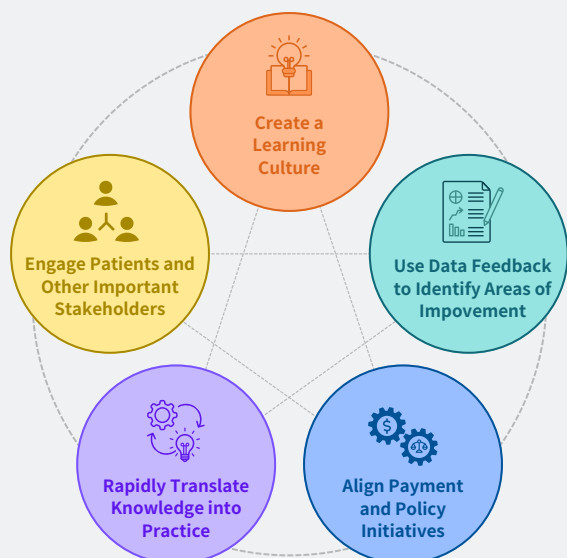 Create a
Learning
Culture
Engage Patients and
Other Important
Stakeholders
Use Data Feedback
to Identify Areas of
Impovement
Rapidly Translate
Knowledge into
Practice
$
Align Payment
and Policy
Initiatives